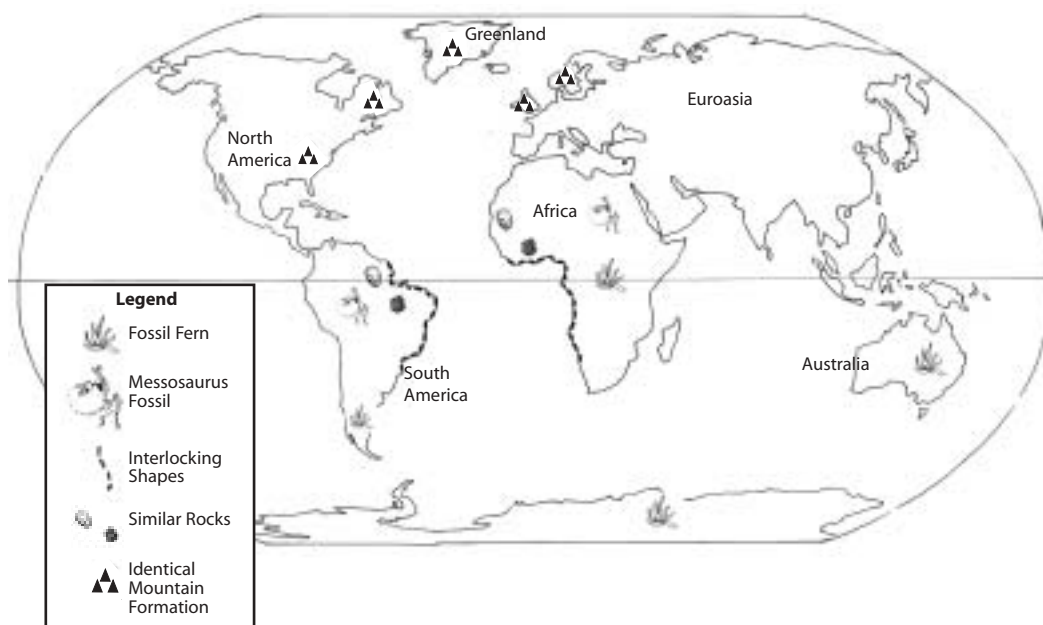 Greenland
Euroasia
North
America
Africa
South
America
Australia
Legend
Fossil Fern
Messosaurus
Fossil
Interlocking
Shapes
Similar Rocks
Identical
Mountain
Formation